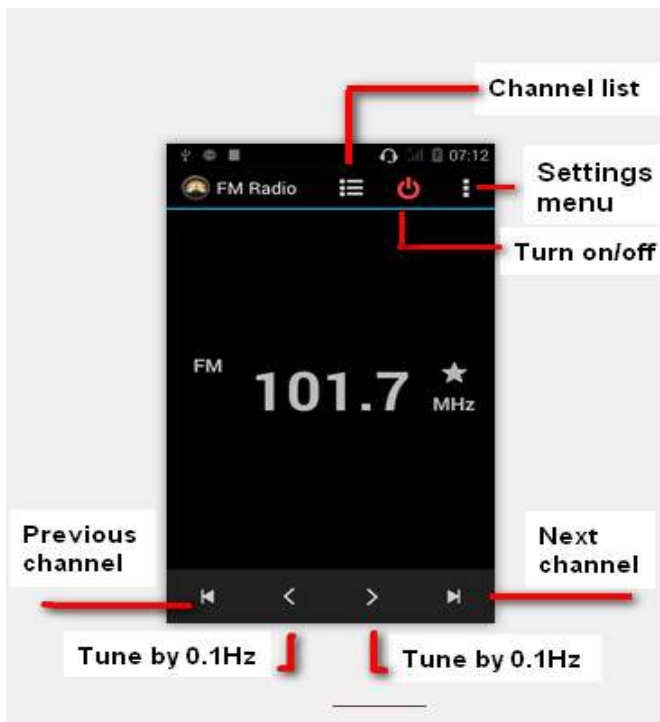 Channel list
07:12
FM Radio
Settings
menu
Turn on/off
FM
101.7
MHz
Previous
channel
Next
channel
Tune by 0.1Hz
Tune by 0.1Hz